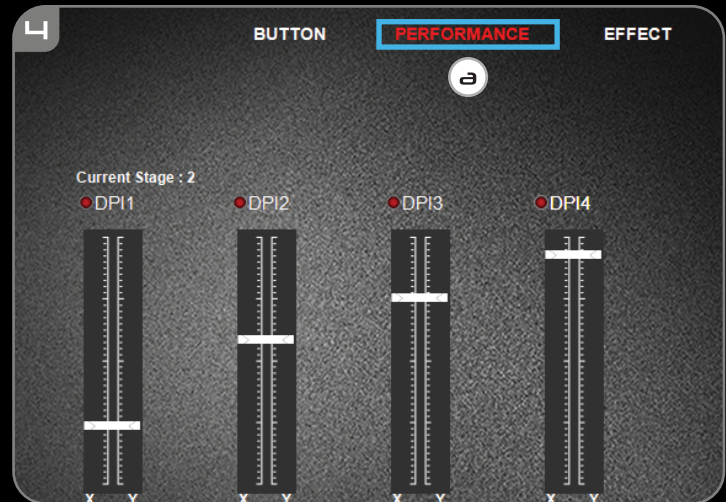 4
BUTTON PERFORMANCE EFFECT
a
Current Stage : 2
DPI1 DPI2 DPI3 DPI4
X Y X Y X Y X Y